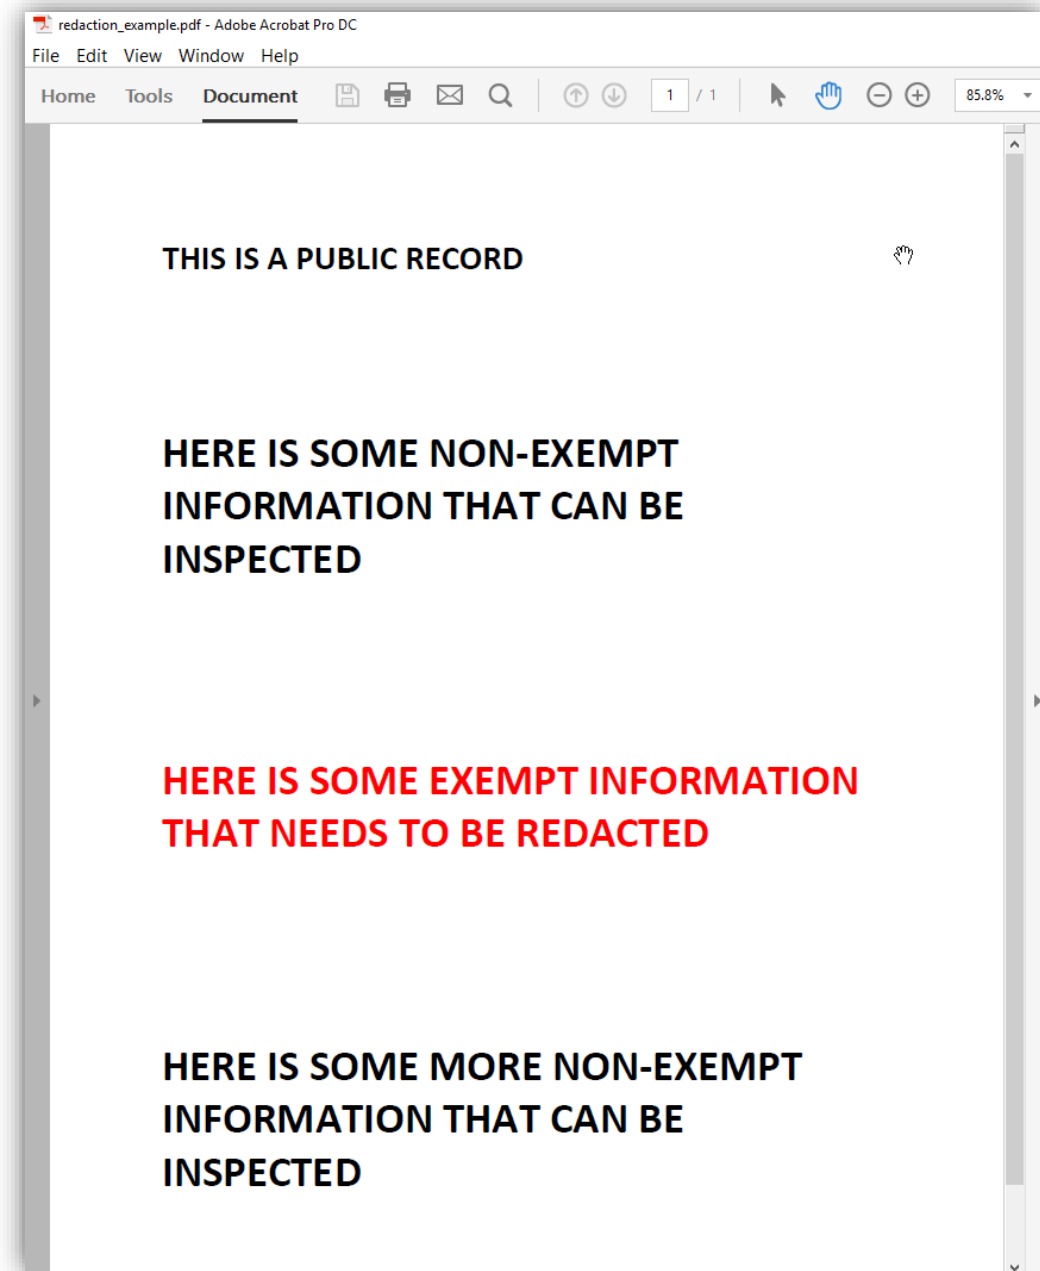 redaction_example.pdf - Adobe Acrobat Pro DC
File Edit View Window Help
Home Tools Document 1 / 1 85.8%
THIS IS A PUBLIC RECORD
HERE IS SOME NON-EXEMPT
INFORMATION THAT CAN BE
INSPECTED
HERE IS SOME EXEMPT INFORMATION
THAT NEEDS TO BE REDACTED
HERE IS SOME MORE NON-EXEMPT
INFORMATION THAT CAN BE
INSPECTED